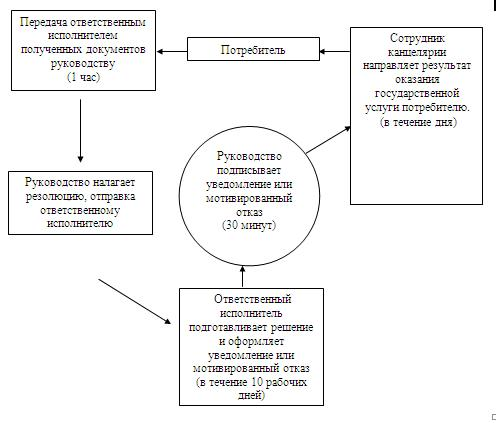 Передача ответственным
исполнителем
полученных документов
руководству
(1 час)
Потребитель
Сотрудник
канцелярии
направляет результат
оказания
государственной
услуги потребителю.
(в течение дня)
Руководство
подписывает
уведомление или
мотивированный
отказ
(30 минут)
Руководство налагает
резолюцию, отправка
ответственному
исполнителю
Ответственный
исполнитель
подготавливает решение
и оформляет
уведомление или
мотивированный отказ
(в течение 10 рабочих
дней)